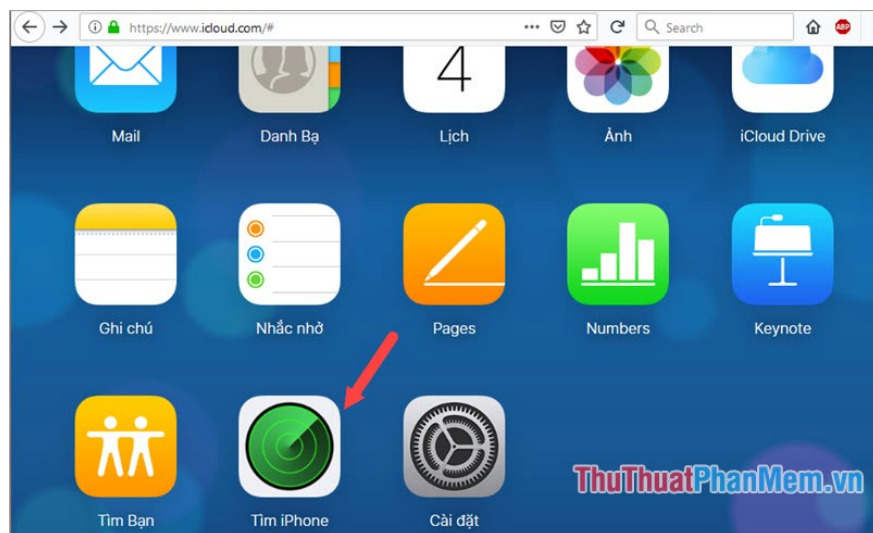 https://www.icloud.com/#
Search
ABP
4
Mail
Danh Bạ
Lịch
Ảnh
iCloud Drive
Ghi chú
Nhắc nhở
Pages
Numbers
Keynote
Tìm Bạn
Tìm iPhone
Cài đặt
ThuThuatPhanMem.vn